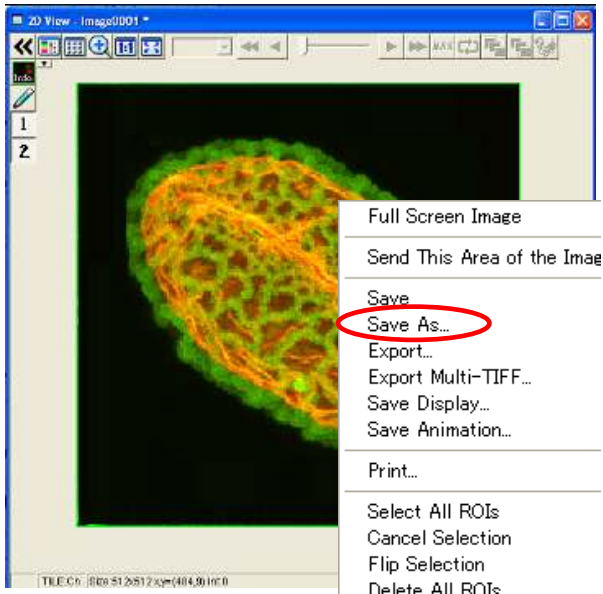 2D View - Image0001 *
1
2
Full Screen Image
Send This Area of the Imag
Save
Save As...
Export...
Export Multi-TIFF...
Save Display...
Save Animation...
Print...
Select All ROIs
Cancel Selection
Flip Selection
Delete All ROIs